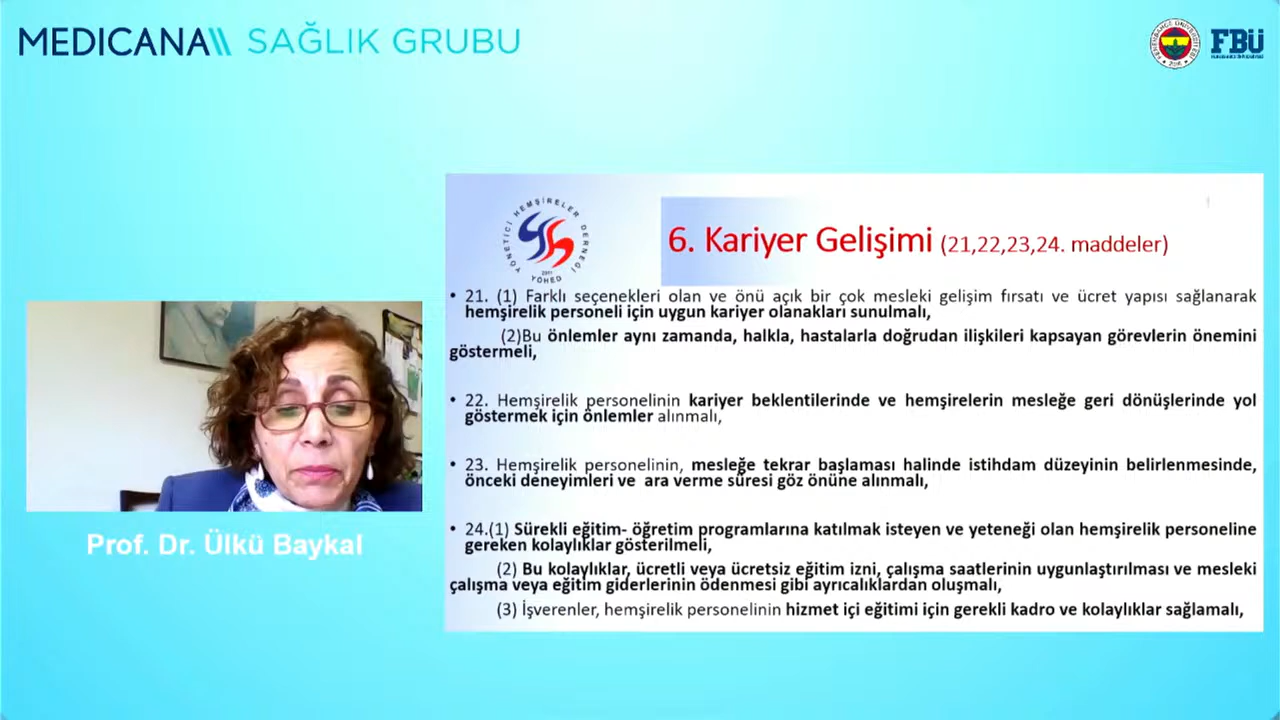 MEDICANA SAĞLIK GRUBU
FBÜ
YÖNETİCİ HEMŞİRELER DERNEĞİ
2011
YÖHED
6. Kariyer Gelişimi (21,22,23,24. maddeler)
• 21. (1) Farklı seçenekleri olan ve önü açık bir çok mesleki gelişim fırsatı ve ücret yapısı sağlanarak
hemşirelik personeli için uygun kariyer olanakları sunulmalı,
(2)Bu önlemler aynı zamanda, halkla, hastalarla doğrudan ilişkileri kapsayan görevlerin önemini
göstermeli,
• 22. Hemşirelik personelinin kariyer beklentilerinde ve hemşirelerin mesleğe geri dönüşlerinde yol
göstermek için önlemler alınmalı,
• 23. Hemşirelik personelinin, mesleğe tekrar başlaması halinde istihdam düzeyinin belirlenmesinde,
önceki deneyimleri ve ara verme süresi göz önüne alınmalı,
• 24.(1) Sürekli eğitim- öğretim programlarına katılmak isteyen ve yeteneği olan hemşirelik personeline
gereken kolaylıklar gösterilmeli,
(2) Bu kolaylıklar, ücretli veya ücretsiz eğitim izni, çalışma saatlerinin uygunlaştırılması ve mesleki
çalışma veya eğitim giderlerinin ödenmesi gibi ayrıcalıklardan oluşmalı,
(3) İşverenler, hemşirelik personelinin hizmet içi eğitimi için gerekli kadro ve kolaylıklar sağlamalı,
Prof. Dr. Ülkü Baykal